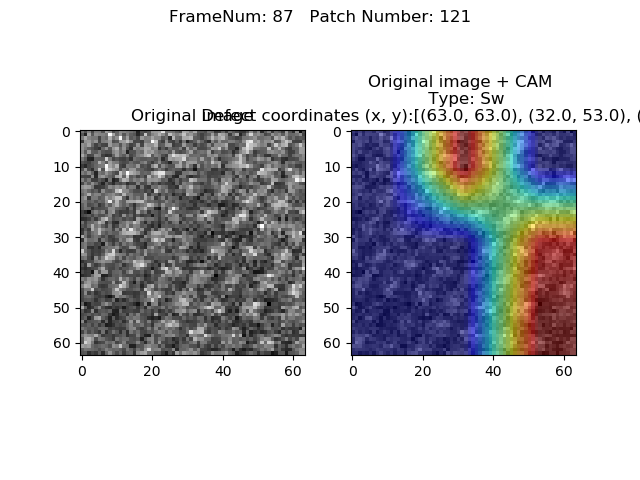 FrameNum: 87   Patch Number: 121
Original image + CAM
Type: Sw
Original Image
Defect coordinates (x, y):[(63.0, 63.0), (32.0, 53.0), (
0
10
20
30
40
50
60
0 20 40 60
0
10
20
30
40
50
60
0 20 40 60